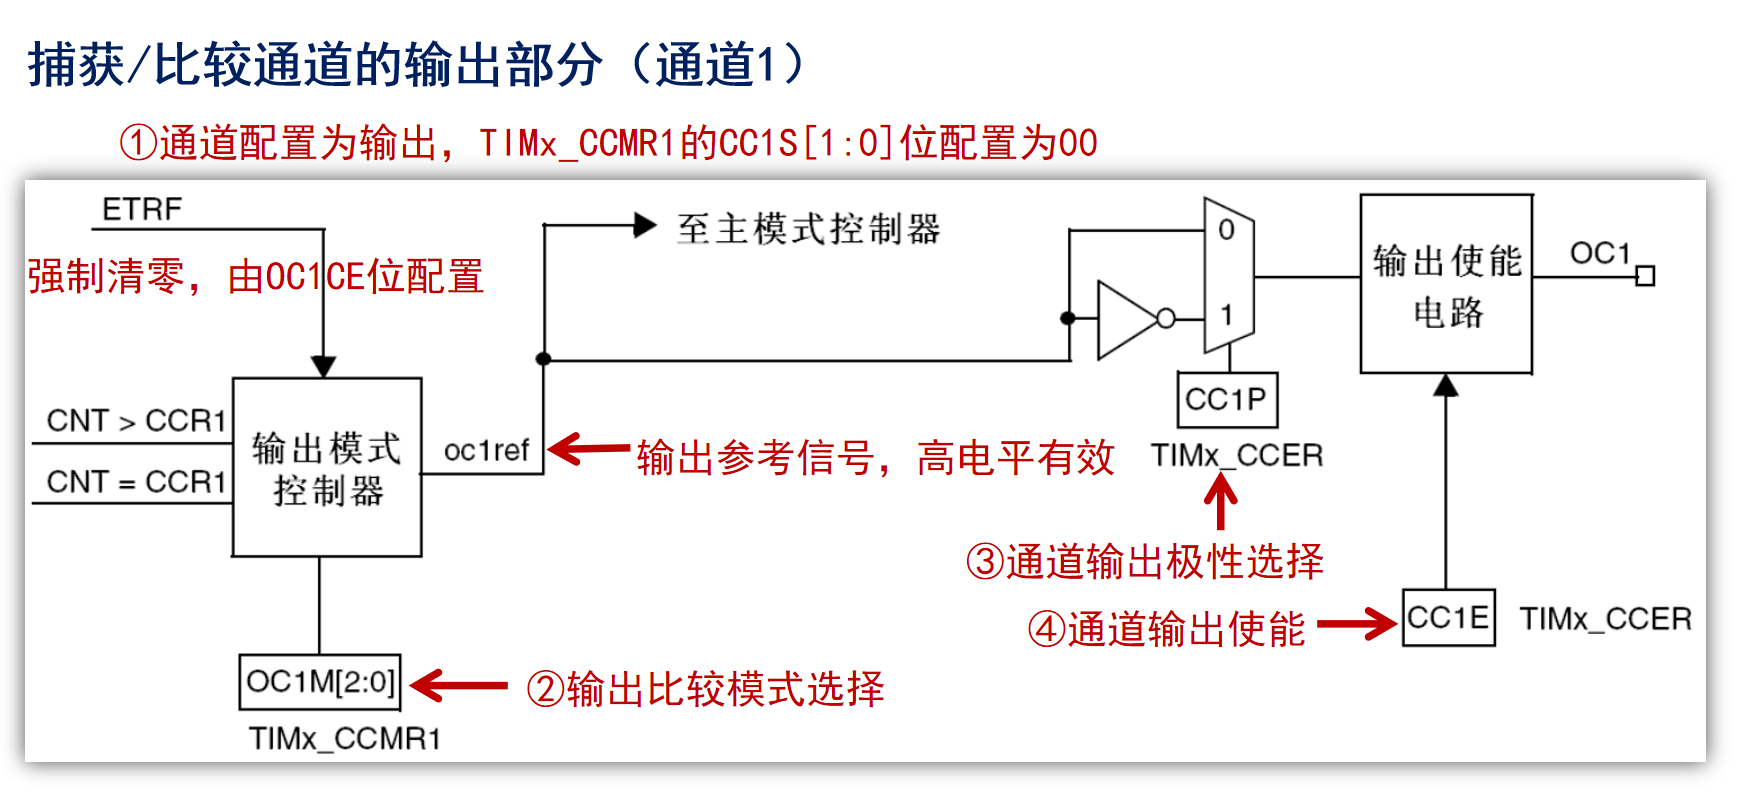 捕获/比较通道的输出部分（通道1）
①通道配置为输出，TIMx_CCMR1的CC1S[1:0]位配置为00
ETRF
至主模式控制器
强制清零，由OC1CE位配置
0
1
输出使能
电路
OC1
CNT > CCR1
CNT = CCR1
输出模式
控制器
oc1ref
输出参考信号，高电平有效
CC1P
TIMx_CCER
③通道输出极性选择
④通道输出使能
CC1E
TIMx_CCER
OC1M[2:0]
②输出比较模式选择
TIMx_CCMR1